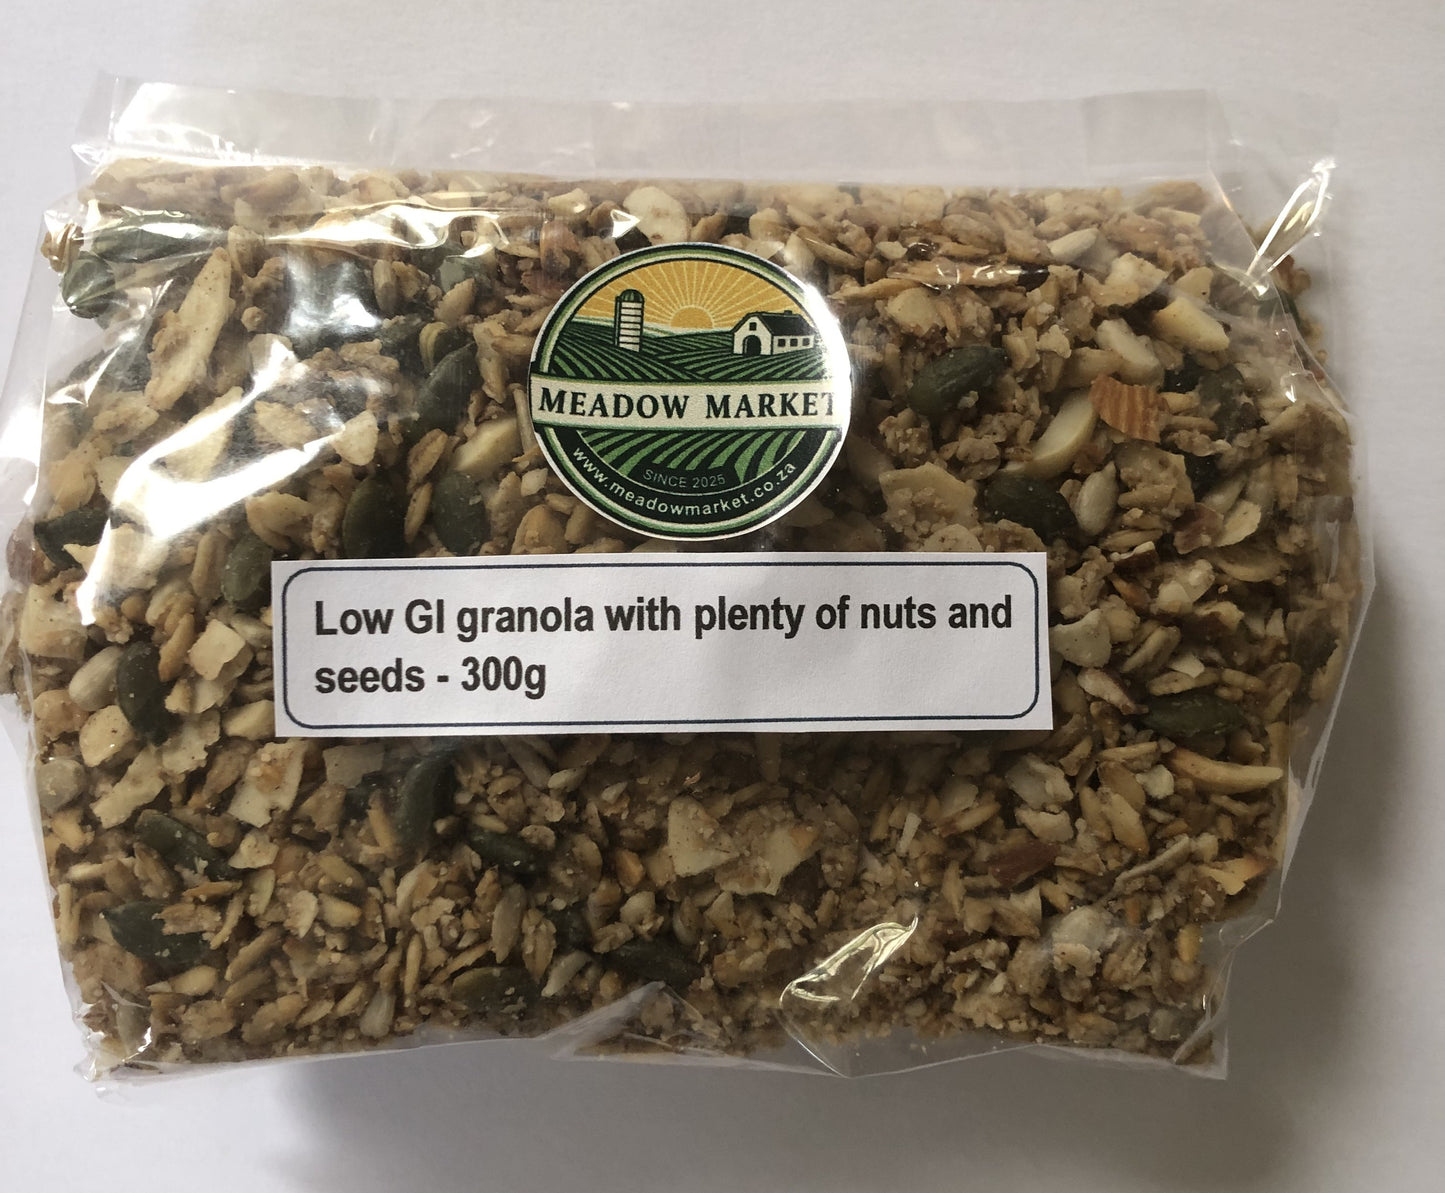 MEADOW MARKET
SINCE 2025
www.meadowmarket.co.za
Low GI granola with plenty of nuts and
seeds - 300g